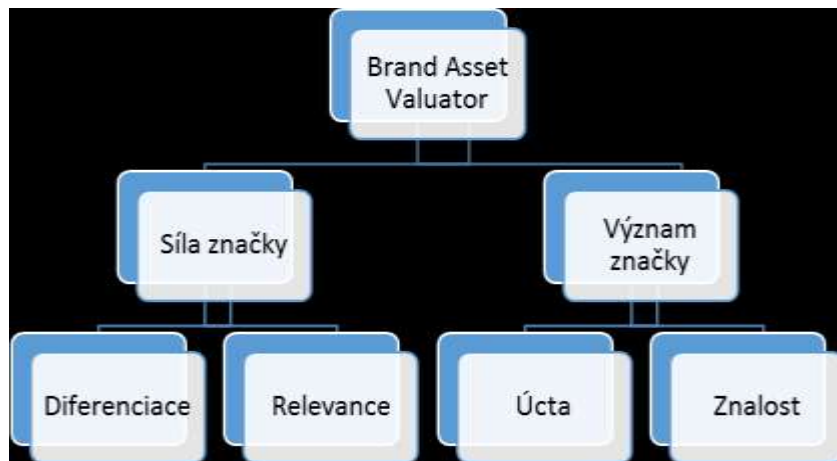 Brand Asset
Valuator
Síla značky
Význam
značky
Diferenciace
Relevance
Úcta
Znalost